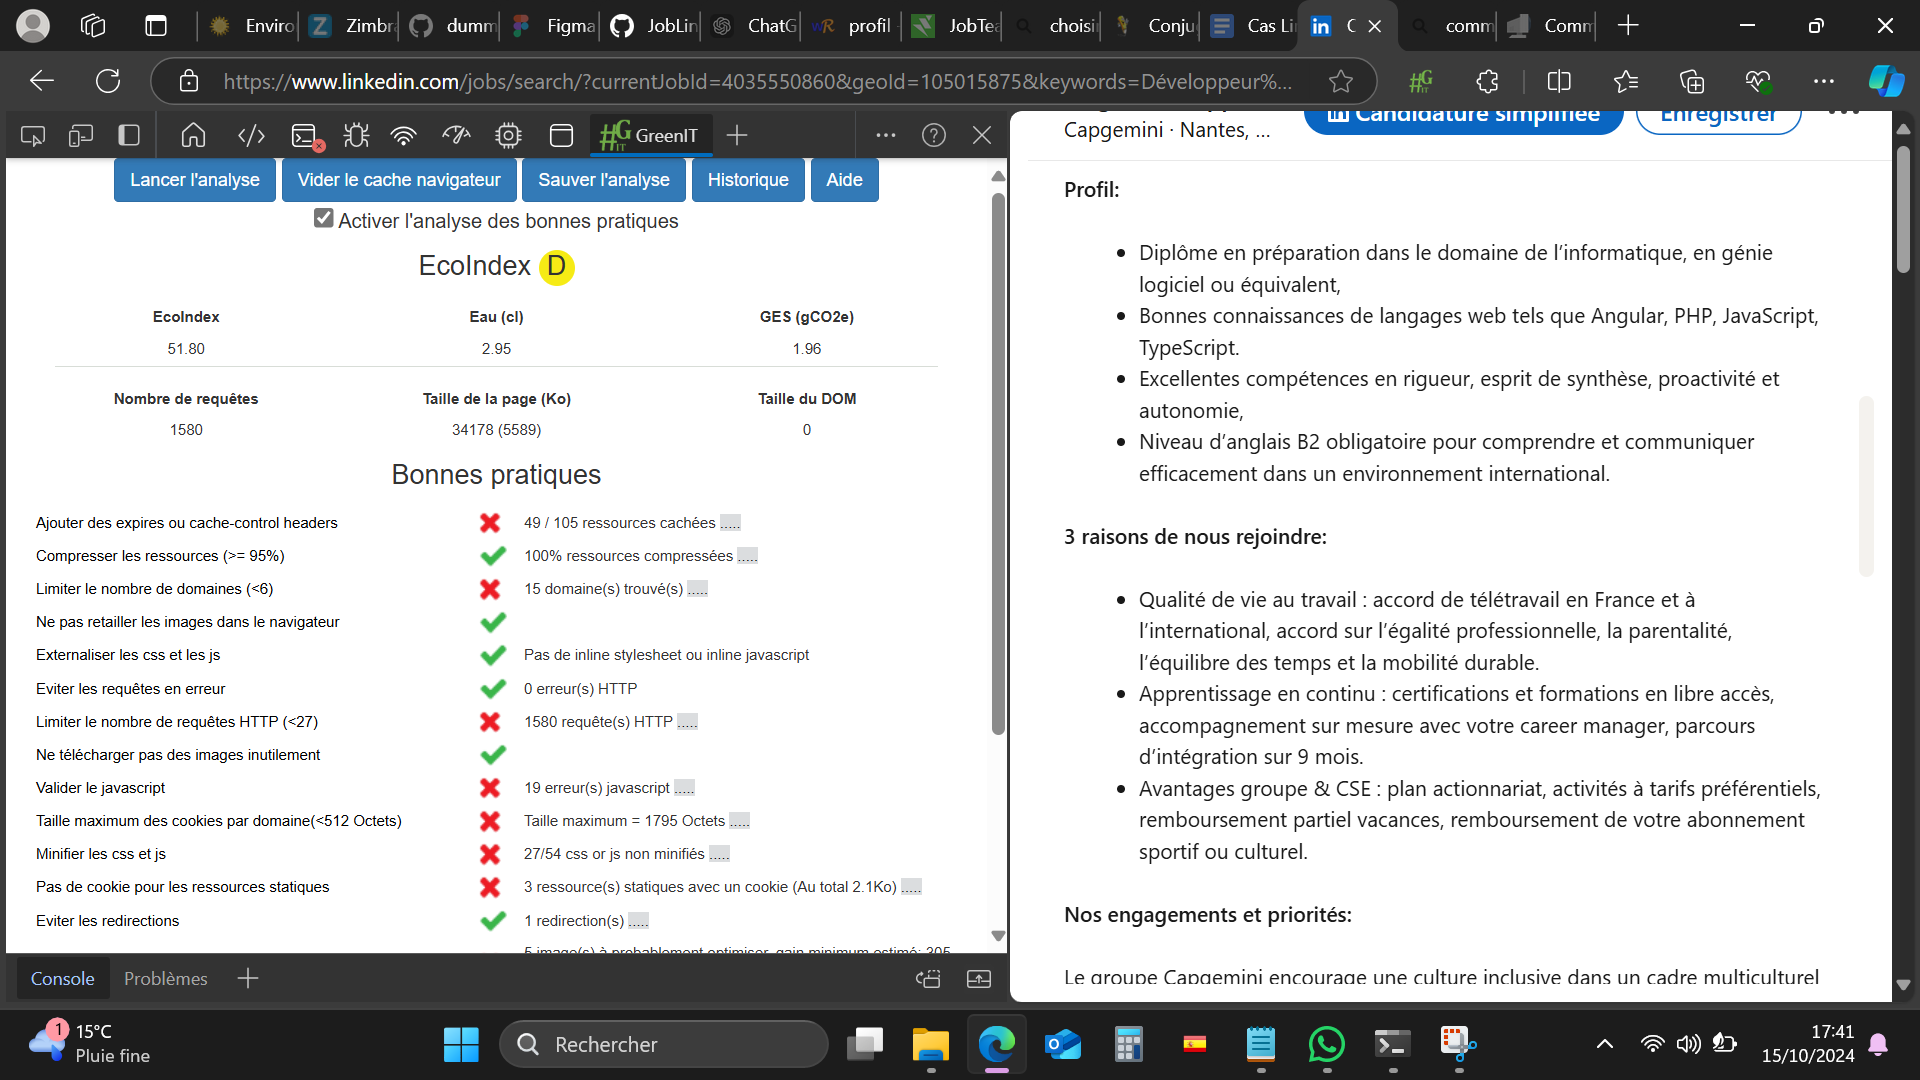 Enviro
Zimbra
dumm
Figma
JobLin
ChatG
profil
JobTea
choisi
Conju
Cas Lin
in
C
comm
Comm
https://www.linkedin.com/jobs/search/?currentJobId=4035550860&geoId=105015875&keywords=Développeur%...
#G IT
GreenIT
Lancer l'analyse
Vider le cache navigateur
Sauver l'analyse
Historique
Aide
Activer l'analyse des bonnes pratiques
EcoIndex D
EcoIndex
Eau (cl)
GES (gCO2e)
51.80
2.95
1.96
Nombre de requêtes
Taille de la page (Ko)
Taille du DOM
1580
34178 (5589)
0
Bonnes pratiques
Ajouter des expires ou cache-control headers
49 / 105 ressources cachées .....
Compresser les ressources (>= 95%)
100% ressources compressées .....
Limiter le nombre de domaines (<6)
15 domaine(s) trouvé(s) .....
Ne pas retailler les images dans le navigateur
Externaliser les css et les js
Pas de inline stylesheet ou inline javascript
Eviter les requêtes en erreur
0 erreur(s) HTTP
Limiter le nombre de requêtes HTTP (<27)
1580 requête(s) HTTP .....
Ne télécharger pas des images inutilement
Valider le javascript
19 erreur(s) javascript .....
Taille maximum des cookies par domaine(<512 Octets)
Taille maximum = 1795 Octets .....
Minifier les css et js
27/54 css or js non minifiés .....
Pas de cookie pour les ressources statiques
3 ressource(s) statiques avec un cookie (Au total 2.1Ko) .....
Eviter les redirections
1 redirection(s) .....
5 image(s) à probablement optimiser, gain minimum estimé: 305
Console
Problèmes
Capgemini · Nantes, ...
Candidature simplifiée
Enregistrer
Profil:
• Diplôme en préparation dans le domaine de l’informatique, en génie
logiciel ou équivalent,
• Bonnes connaissances de langages web tels que Angular, PHP, JavaScript,
TypeScript.
• Excellentes compétences en rigueur, esprit de synthèse, proactivité et
autonomie,
• Niveau d’anglais B2 obligatoire pour comprendre et communiquer
efficacement dans un environnement international.
3 raisons de nous rejoindre:
• Qualité de vie au travail : accord de télétravail en France et à
l’international, accord sur l’égalité professionnelle, la parentalité,
l’équilibre des temps et la mobilité durable.
• Apprentissage en continu : certifications et formations en libre accès,
accompagnement sur mesure avec votre career manager, parcours
d’intégration sur 9 mois.
• Avantages groupe & CSE : plan actionnariat, activités à tarifs préférentiels,
remboursement partiel vacances, remboursement de votre abonnement
sportif ou culturel.
Nos engagements et priorités:
Le groupe Capgemini encourage une culture inclusive dans un cadre multiculturel
1
15°C
Pluie fine
Rechercher
17:41
15/10/2024